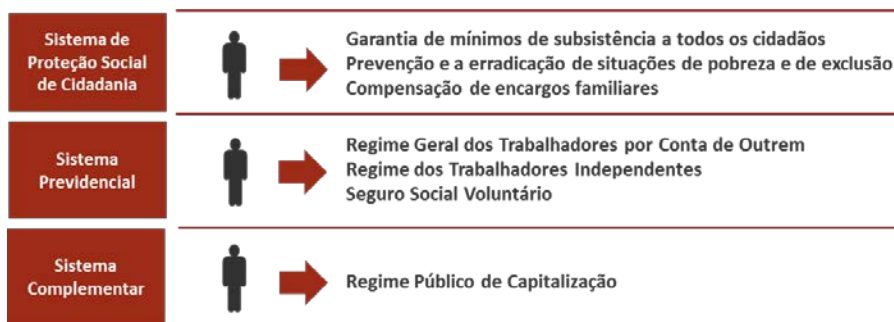 Sistema de
Proteção Social
de Cidadania
Garantia de mínimos de subsistência a todos os cidadãos
Prevenção e a erradicação de situações de pobreza e de exclusão
Compensação de encargos familiares
Sistema
Previdencial
Regime Geral dos Trabalhadores por Conta de Outrem
Regime dos Trabalhadores Independentes
Seguro Social Voluntário
Sistema
Complementar
Regime Público de Capitalização